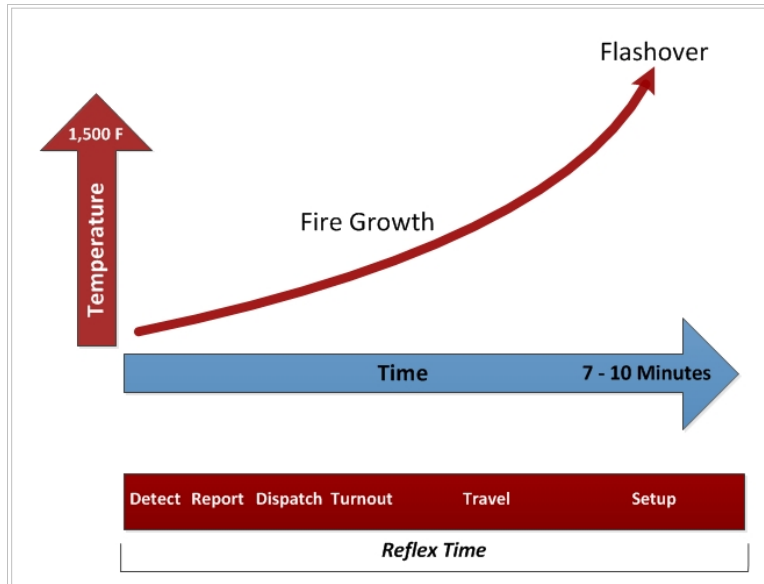 Flashover
1,500 F
Temperature
Fire Growth
Time
7 - 10 Minutes
Detect Report Dispatch Turnout Travel Setup
Reflex Time